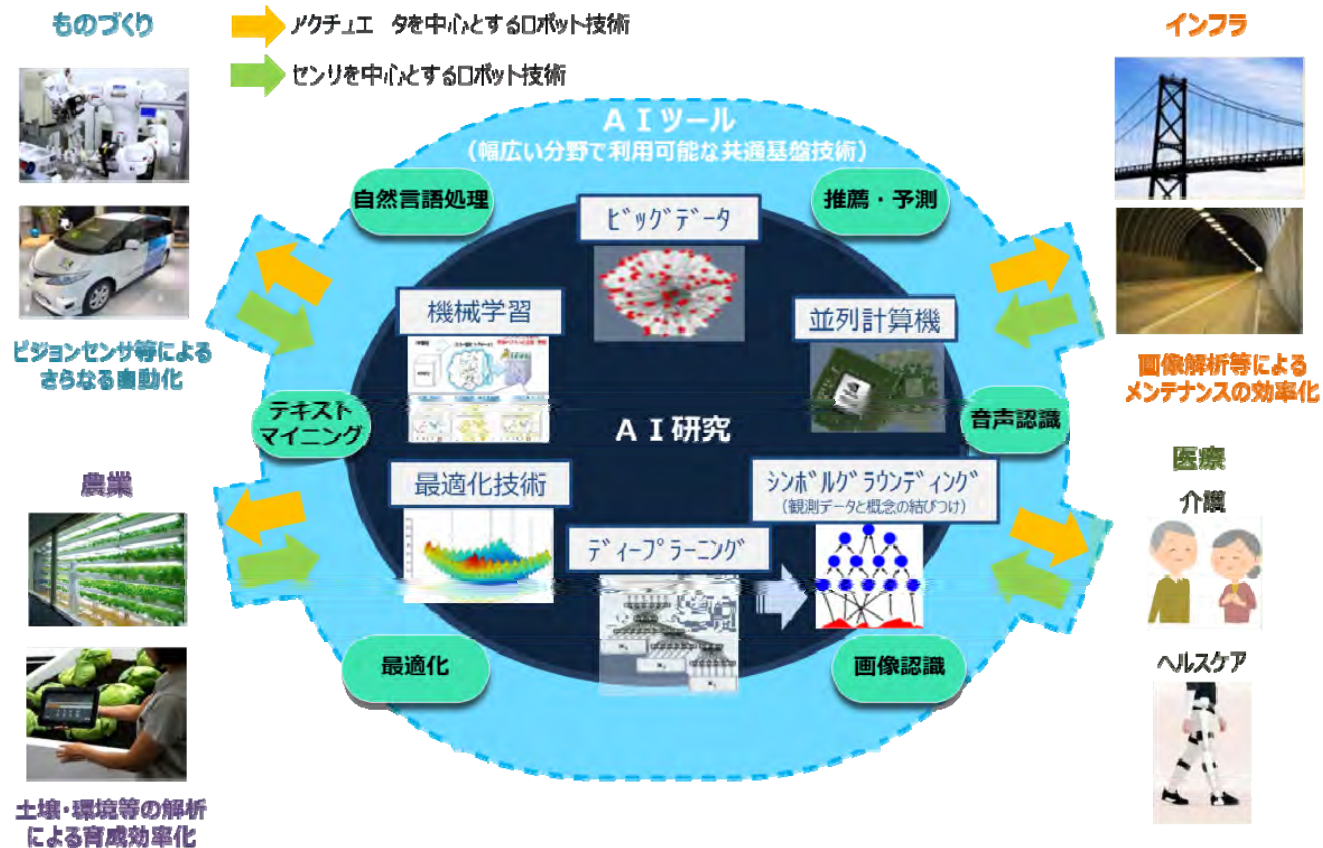 ものづくり
アクチュエ タを中心とするロボット技術
センリを中心とするロボット技術
インフラ
AIツール
(幅広い分野で利用可能な共通基盤技術)
自然言語処理
推薦・予測
ビッグデータ
機械学習
並列計算機
ビジョンセンサ等による
さらなる自動化
画像解析等による
メンテナンスの効率化
テキスト
マイニング
AI研究
音声認識
農業
最適化技術
シンボルグラウンディング
(観測データと概念の結びつけ)
医療
介護
ディープラーニング
最適化
画像認識
ヘルスケア
土壌・環境等の解析
による育成効率化